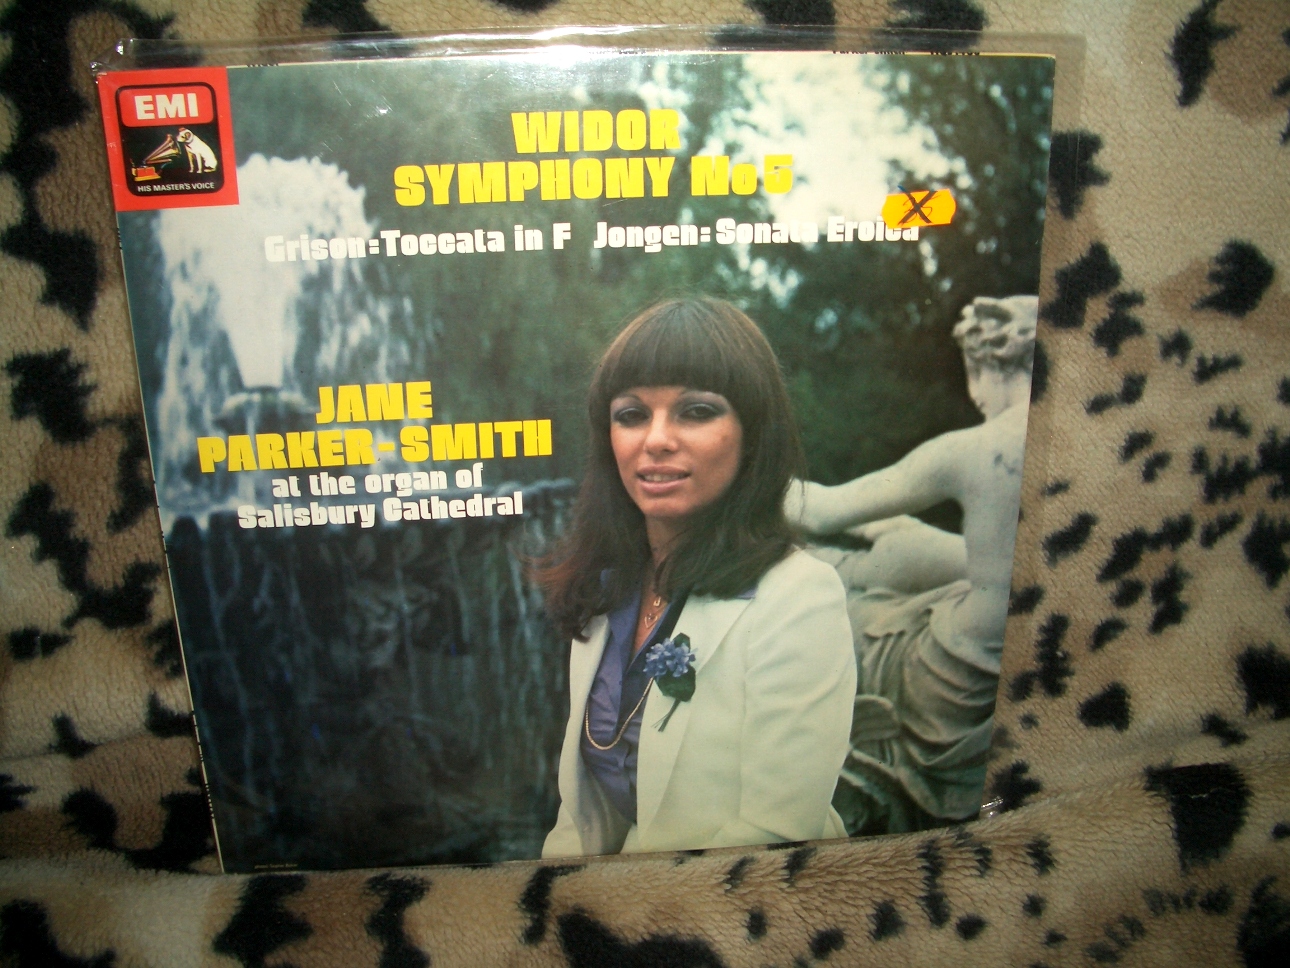 EMI
HIS MASTER'S VOICE
WIDOR
SYMPHONY No 5
Grison: Toccata in F Jongen: Sonata Eroica
JANE
PARKER-SMITH
at the organ of
Salisbury Cathedral